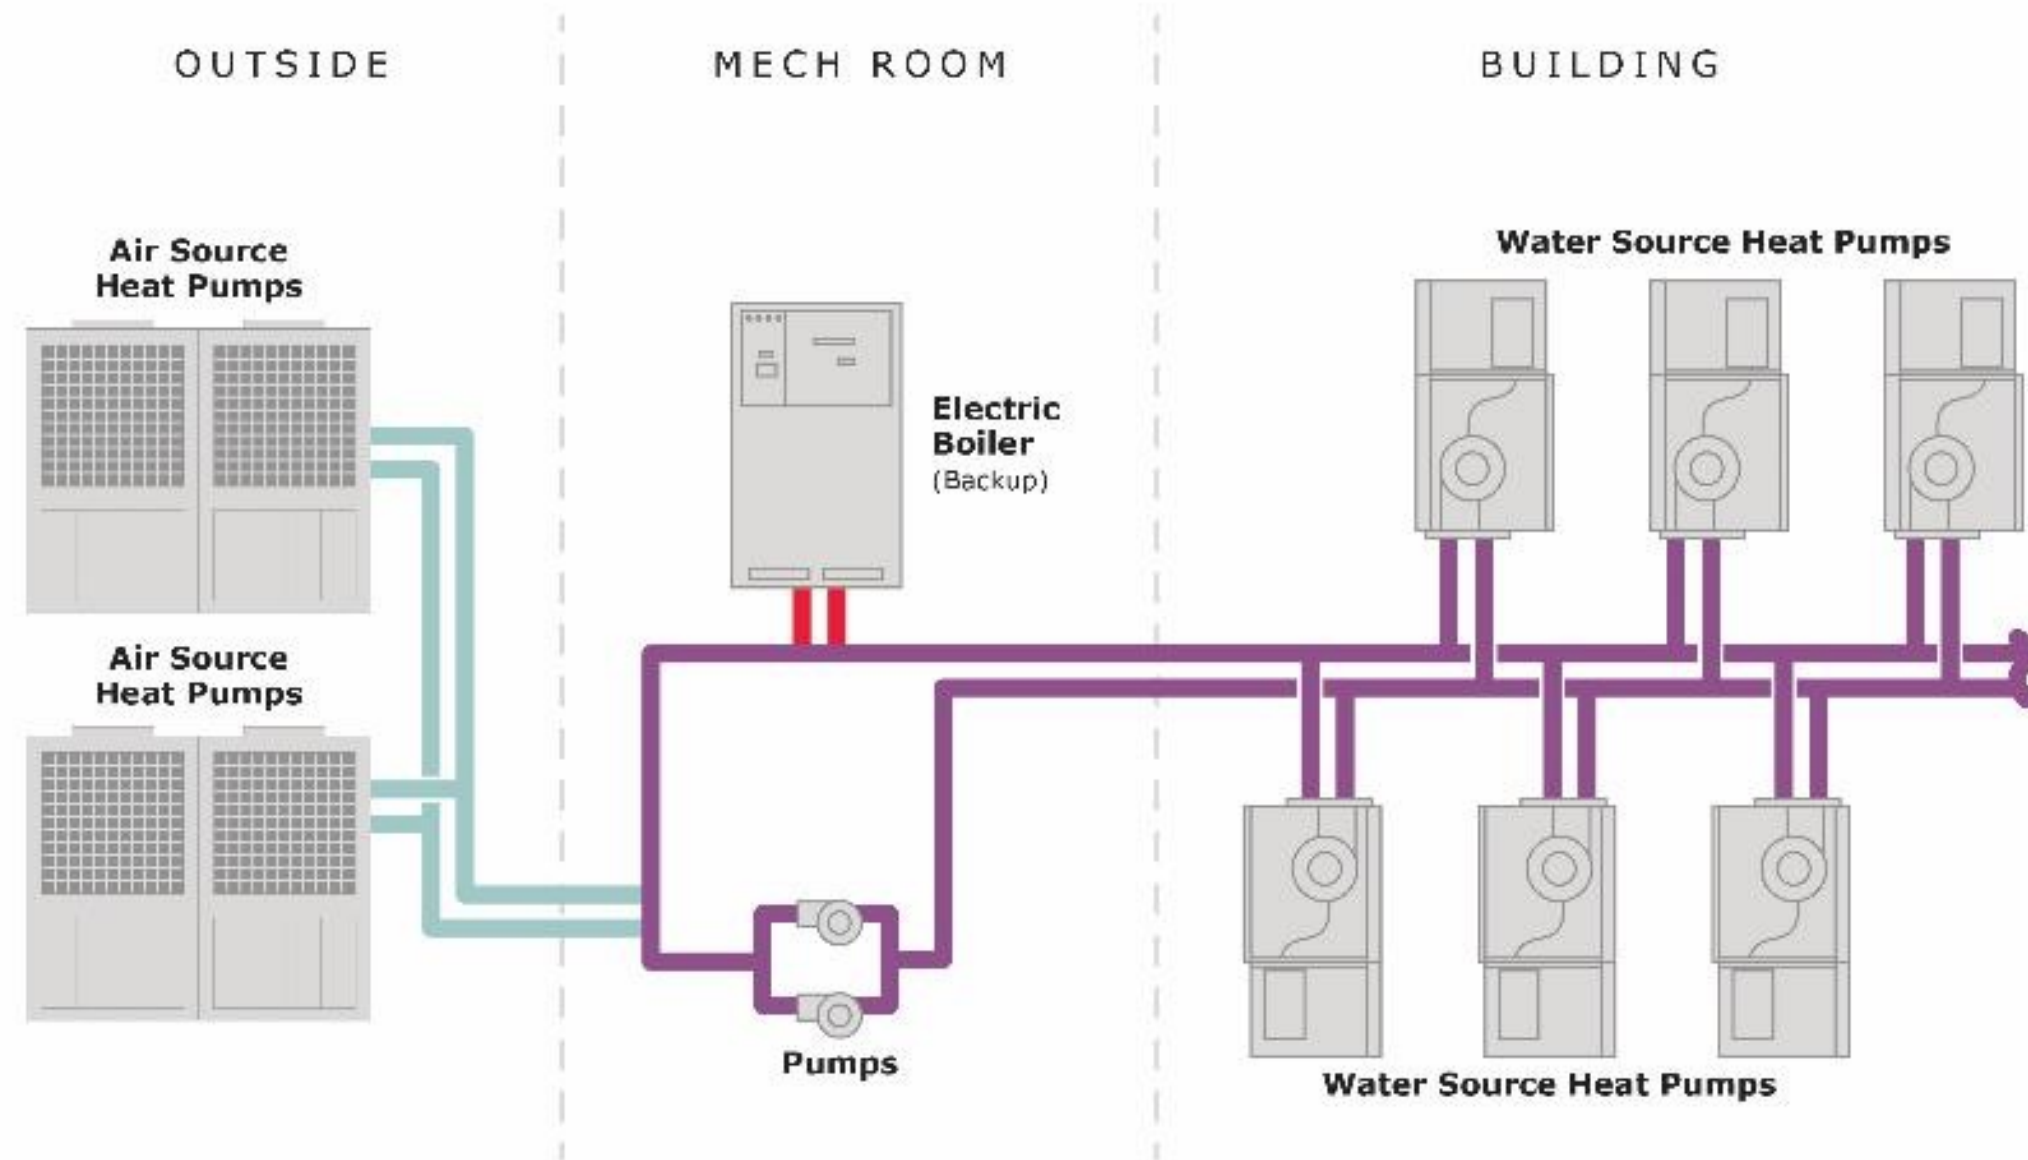 OUTSIDE
MECH ROOM
BUILDING
Air Source
Heat Pumps
Water Source Heat Pumps
Electric
Boiler
(Backup)
Air Source
Heat Pumps
Pumps
Water Source Heat Pumps